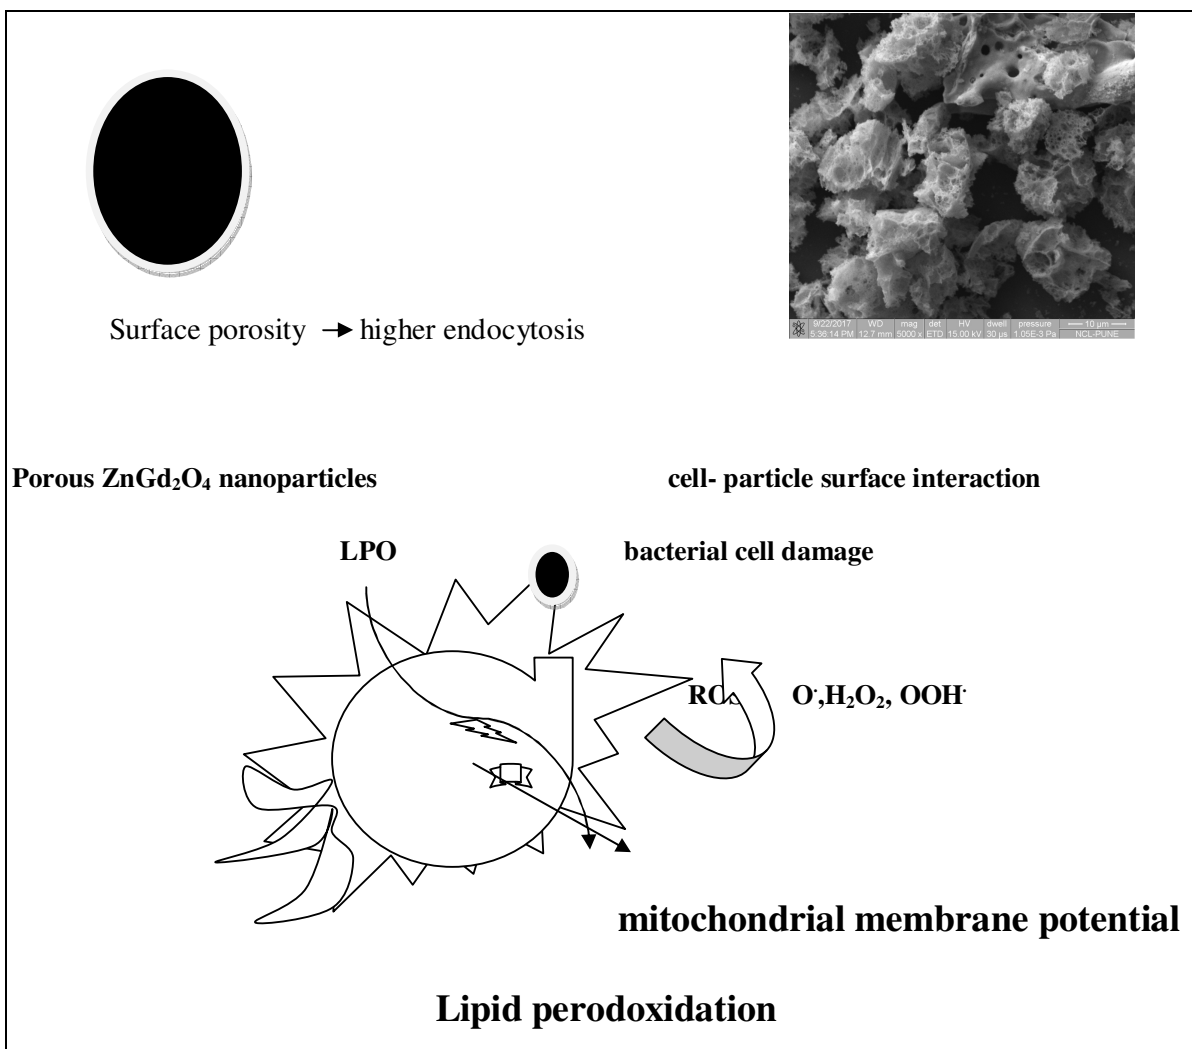 9/22/2017 WD mag det HV dwell pressure 10 µm
5:36:14 PM 12.7 mm 5000 x ETD 15.00 kV 30 µs 1.05E-3 Pa NCL-PUNE
Surface porosity → higher endocytosis
Porous ZnGd₂O₄ nanoparticles cell- particle surface interaction
LPO bacterial cell damage
ROS O·,H₂O₂, OOH·
mitochondrial membrane potential
Lipid perodoxidation